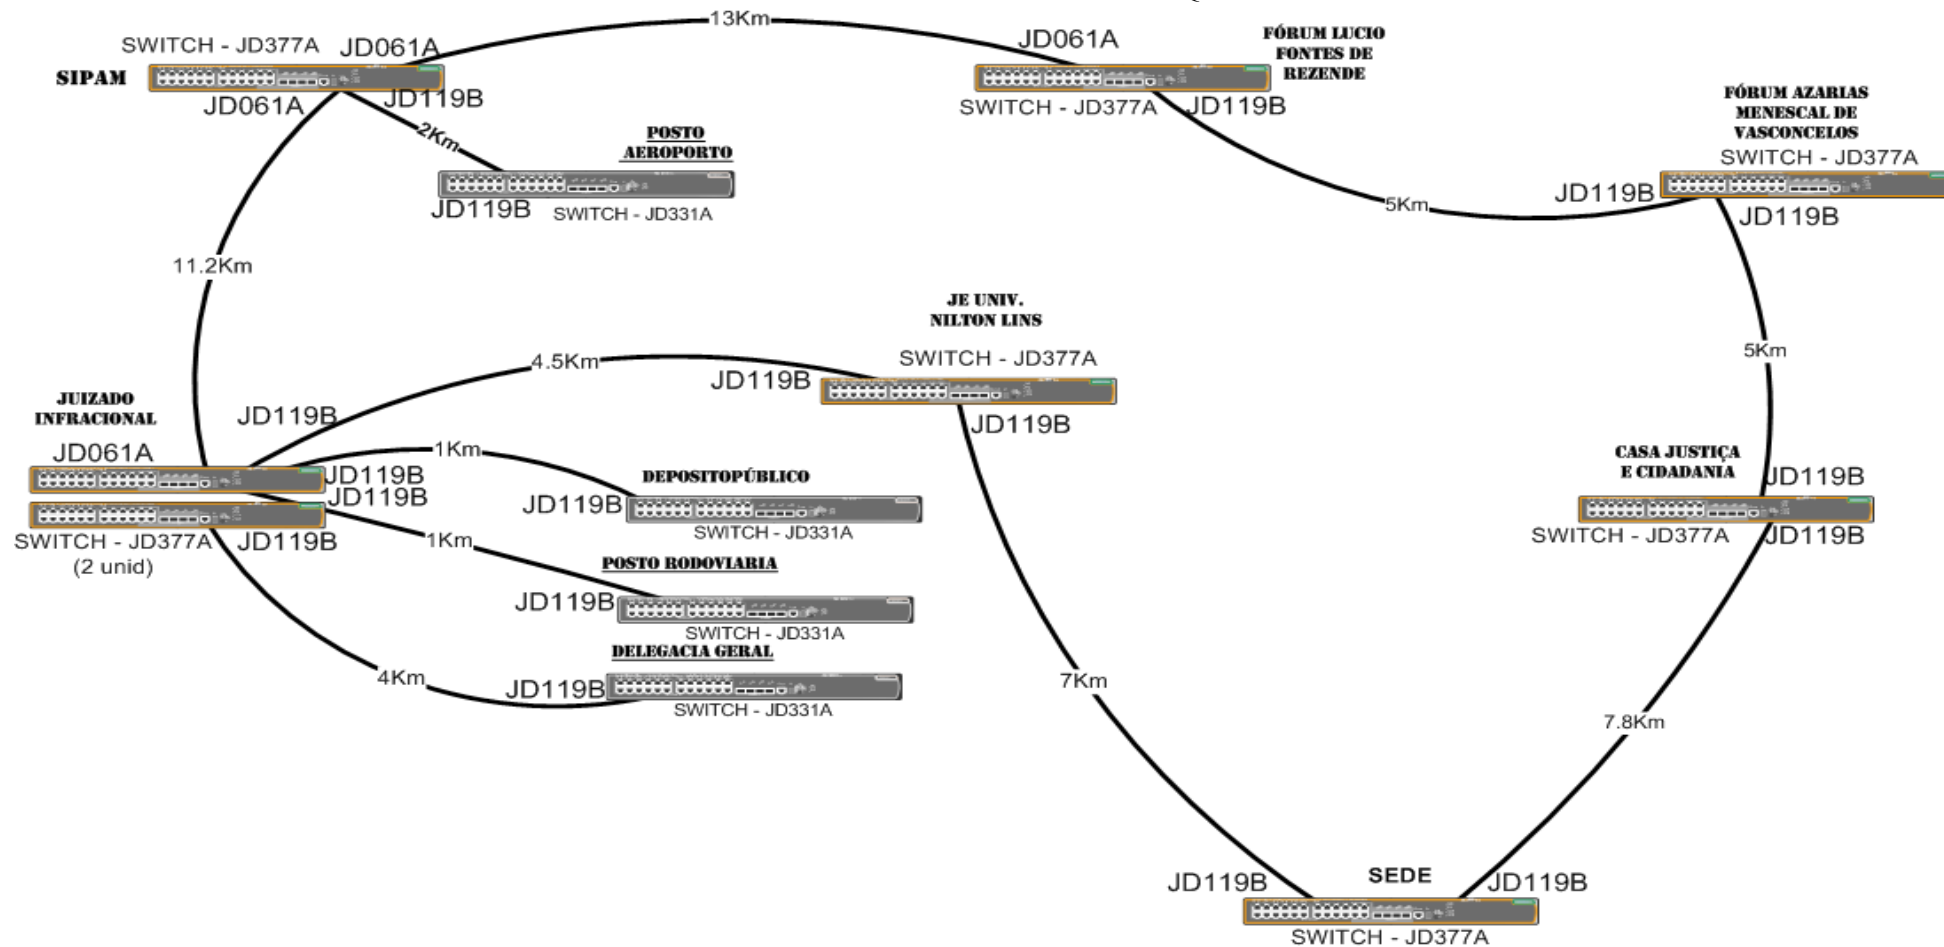 13Km
SWITCH - JD377A
JD061A
SIPAM
JD061A
JD119B
JD061A
FÓRUM LUCIO
FONTES DE
REZENDE
SWITCH - JD377A
JD119B
FÓRUM AZARIAS
MENESCAL DE
VASCONCELOS
SWITCH - JD377A
JD119B
JD119B
2Km
POSTO
AEROPORTO
JD119B
SWITCH - JD331A
5Km
11.2Km
JE UNIV.
NILTON LINS
SWITCH - JD377A
JD119B
JD119B
4.5Km
5Km
JUIZADO
INFRACIONAL
JD061A
JD119B
JD119B
JD119B
SWITCH - JD377A
(2 unid)
JD119B
1Km
DEPOSITOPÚBLICO
JD119B
SWITCH - JD331A
1Km
POSTO RODOVIARIA
JD119B
SWITCH - JD331A
DELEGACIA GERAL
4Km
JD119B
SWITCH - JD331A
CASA JUSTIÇA
E CIDADANIA
JD119B
SWITCH - JD377A
JD119B
7Km
7.8Km
JD119B
SEDE
JD119B
SWITCH - JD377A